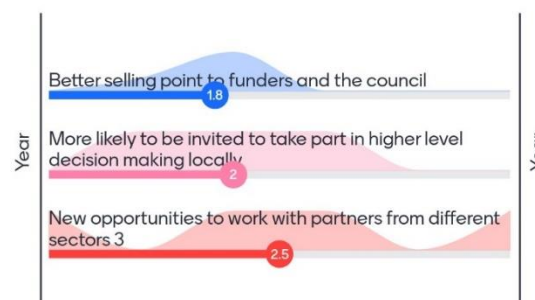 Better selling point to funders and the council
1.8
More likely to be invited to take part in higher level
decision making locally
2
New opportunities to work with partners from different
sectors 3
2.5
Year